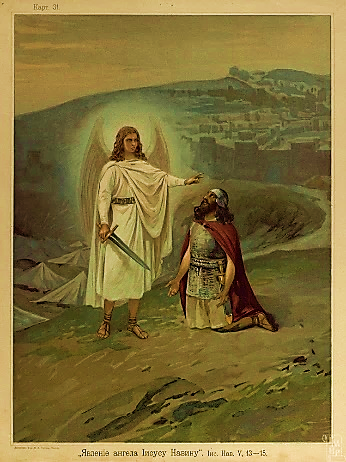 Карт. 31.
„Явленіе ангела Іисусу Навину". Іис. Нав. V, 13—15.